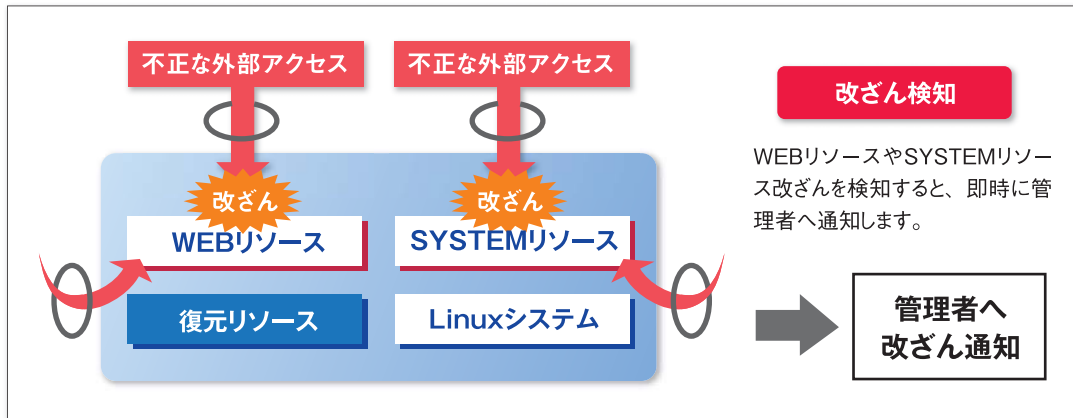 不正な外部アクセス
不正な外部アクセス
改ざん
改ざん
WEBリソース
SYSTEMリソース
復元リソース
Linuxシステム
改ざん検知
WEBリソースやSYSTEMリソー
ス改ざんを検知すると、即時に管
理者へ通知します。
管理者へ
改ざん通知